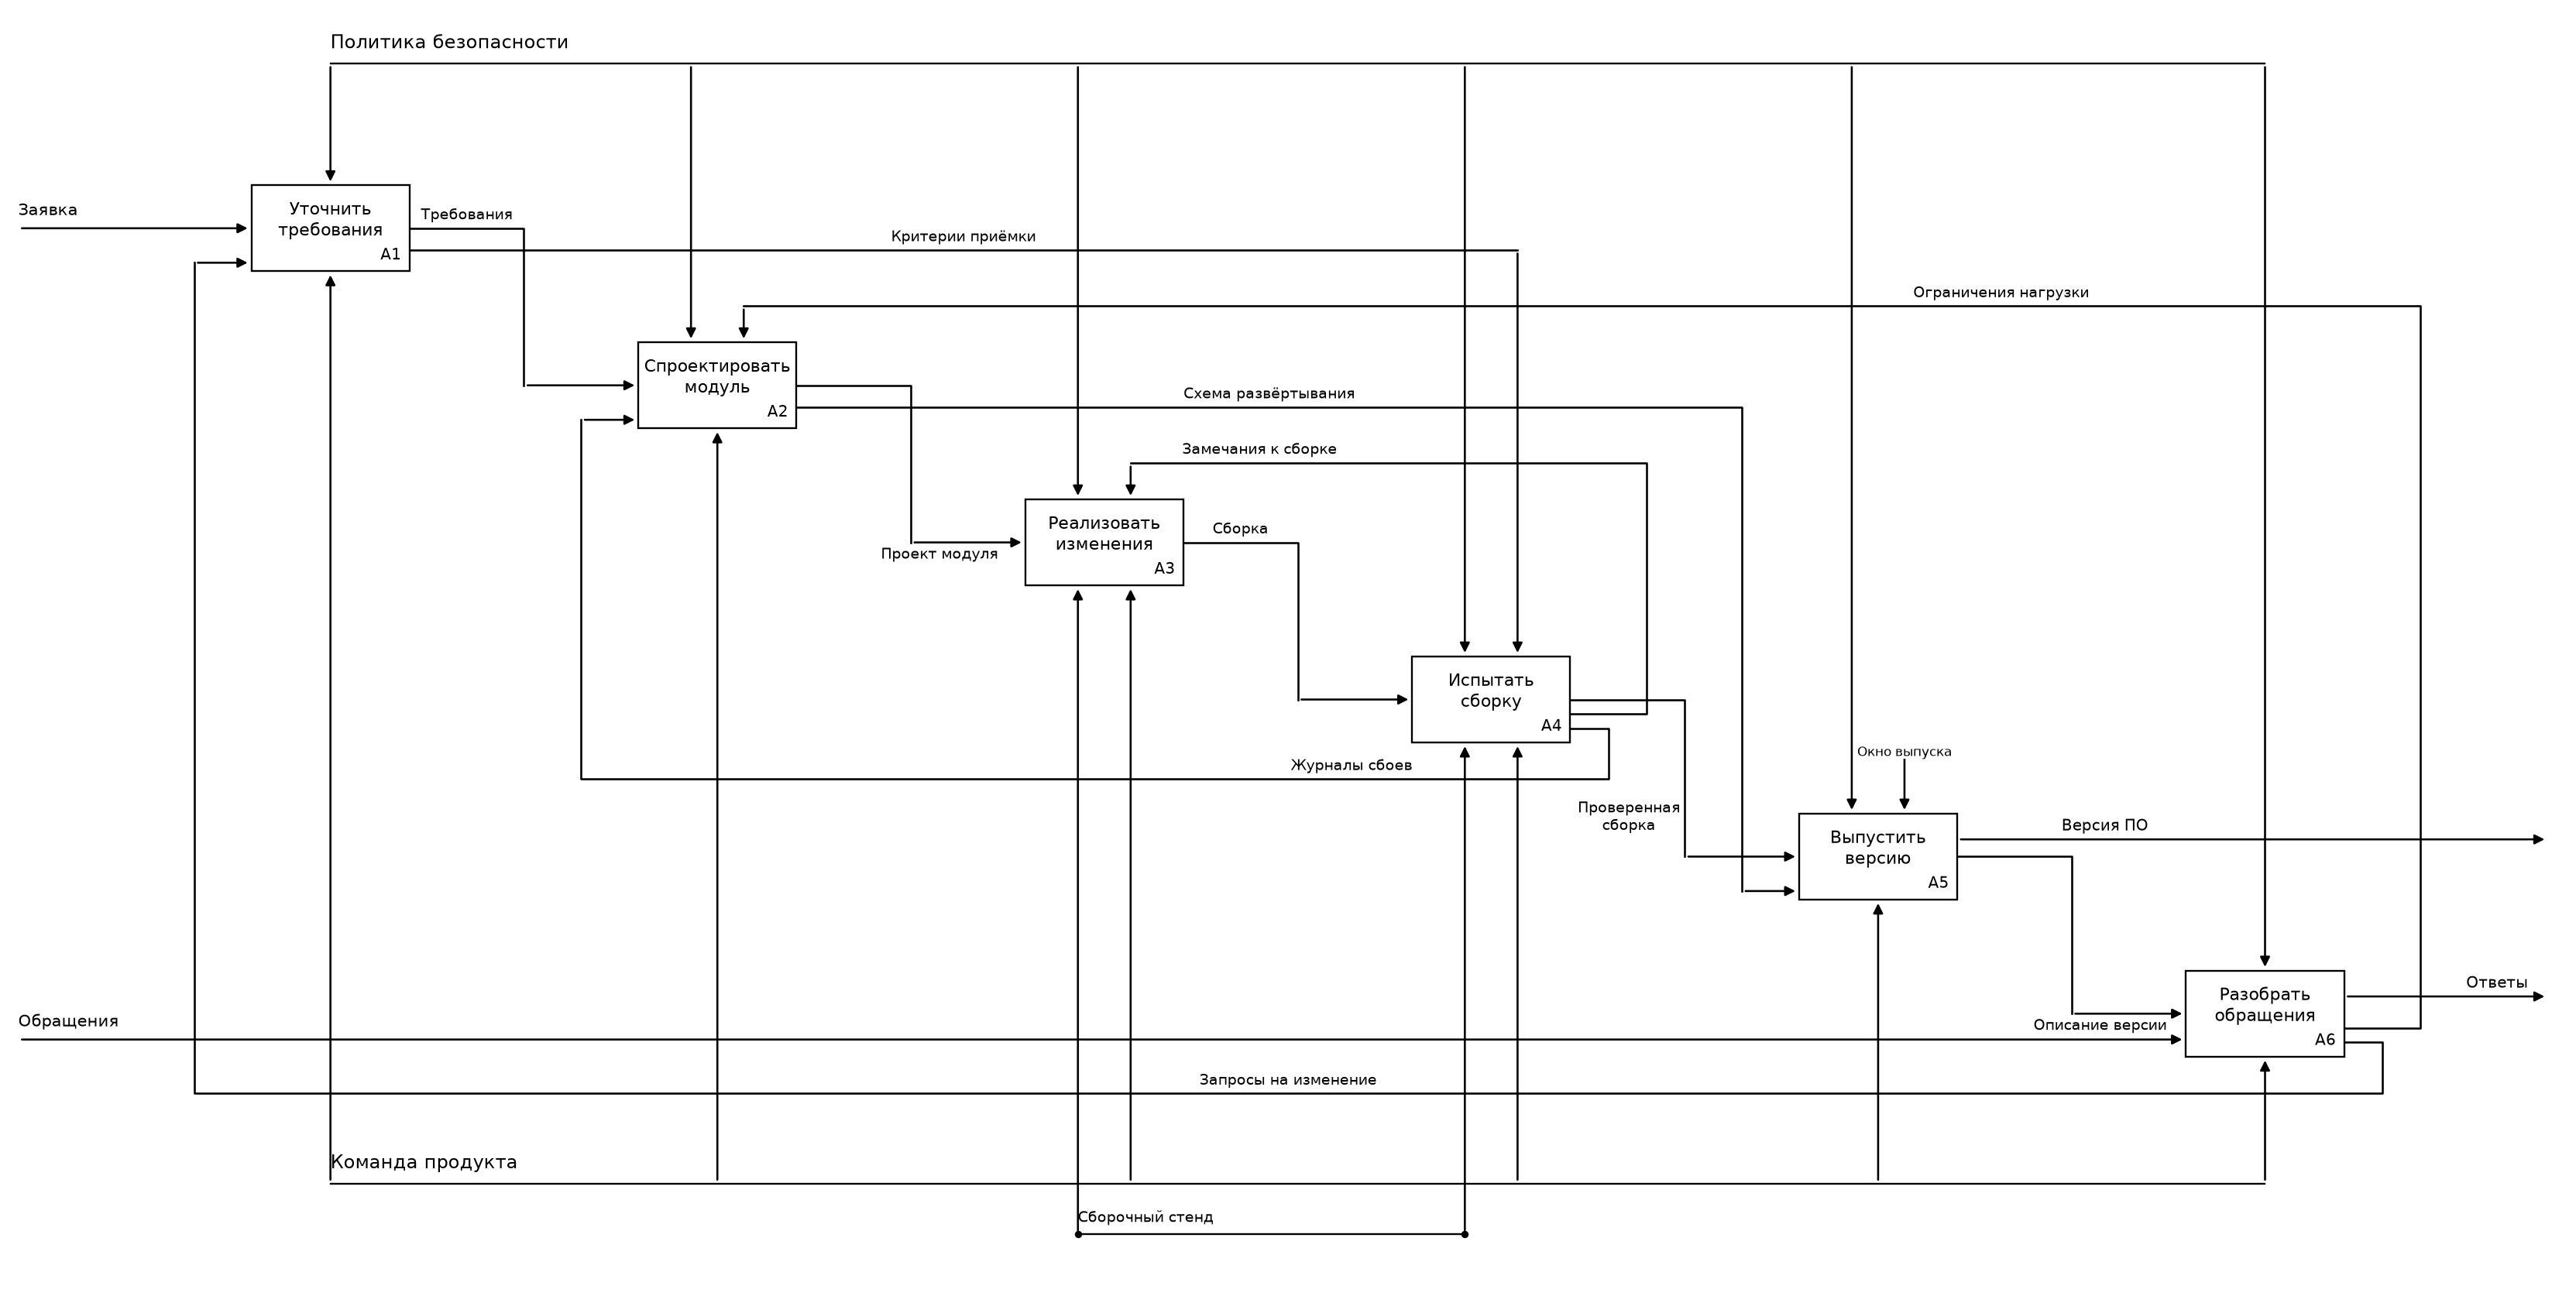 Политика безопасности
Заявка
Уточнить
требования
A1
Требования
Критерии приёмки
Ограничения нагрузки
Спроектировать
модуль
A2
Схема развёртывания
Замечания к сборке
Реализовать
изменения
A3
Сборка
Проект модуля
Испытать
сборку
A4
Журналы сбоев
Окно выпуска
Проверенная
сборка
Выпустить
версию
A5
Версия ПО
Ответы
Разобрать
обращения
A6
Обращения
Описание версии
Запросы на изменение
Команда продукта
Сборочный стенд